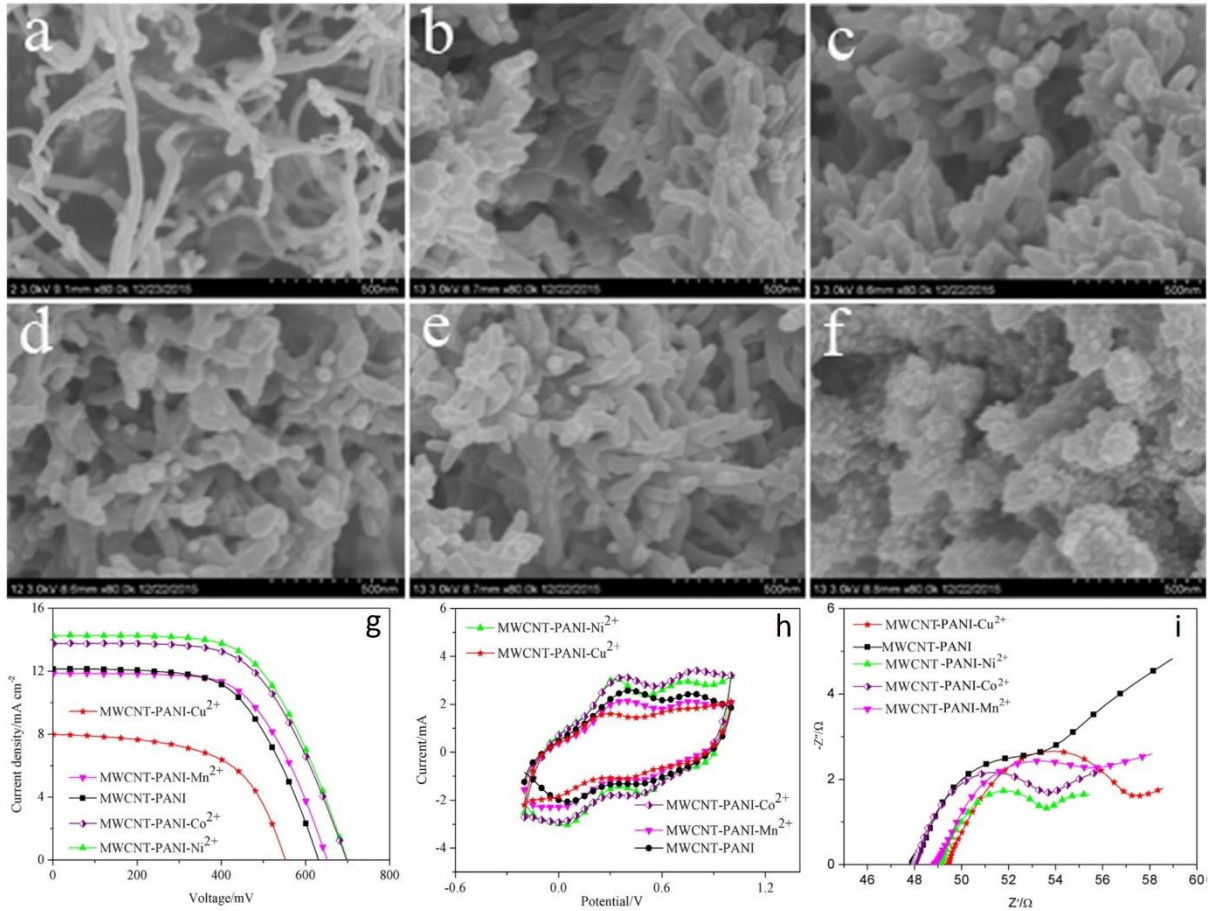 a
b
c
2 3.0kV 9.1mm x80.0k 12/23/2015 500nm
13 3.0kV 8.7mm x80.0k 12/22/2015 500nm
3 3.0kV 8.6mm x80.0k 12/22/2015 500nm
d
e
f
12 3.0kV 8.6mm x80.0k 12/22/2015 500nm
13 3.0kV 8.7mm x80.0k 12/22/2015 500nm
13 3.0kV 8.8mm x80.0k 12/22/2015 500nm
g
16
12
8
4
0
Current density/mA cm⁻²
MWCNT-PANI-Cu²⁺
MWCNT-PANI-Mn²⁺
MWCNT-PANI
MWCNT-PANI-Co²⁺
MWCNT-PANI-Ni²⁺
0 200 400 600 800
Voltage/mV
h
6
4
2
0
-2
-4
Current/mA
MWCNT-PANI-Ni²⁺
MWCNT-PANI-Cu²⁺
MWCNT-PANI-Co²⁺
MWCNT-PANI-Mn²⁺
MWCNT-PANI
-0.6 0.0 0.6 1.2
Potential/V
i
6
4
2
0
-Z''/Ω
MWCNT-PANI-Cu²⁺
MWCNT-PANI
MWCNT -PANI-Ni²⁺
MWCNT-PANI-Co²⁺
MWCNT-PANI-Mn²⁺
46 48 50 52 54 56 58 60
Z'/Ω